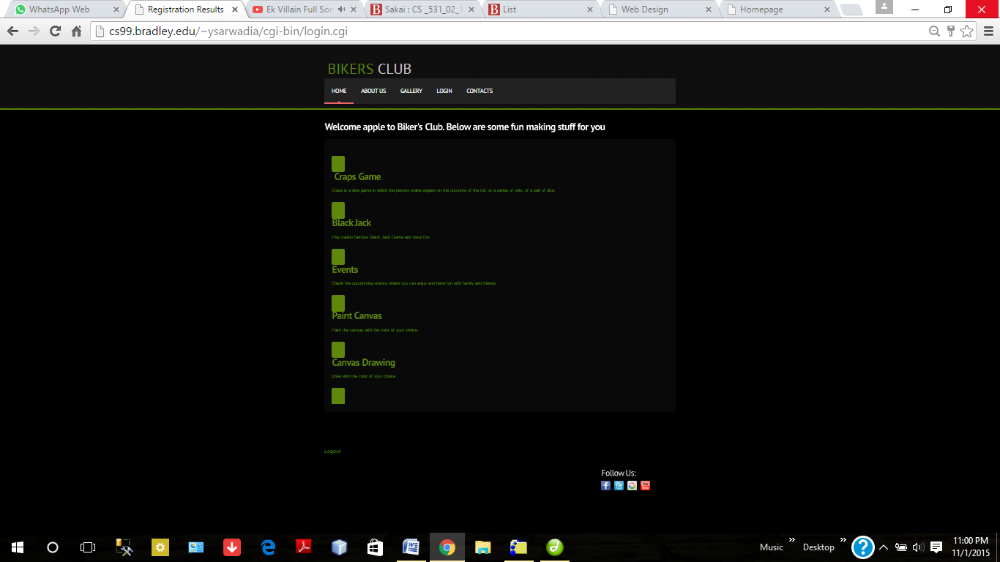 WhatsApp Web
Registration Results
Ek Villain Full Son
Sakai : CS _531_02_1
List
Web Design
Homepage
cs99.bradley.edu/~ysarwadia/cgi-bin/login.cgi
BIKERS CLUB
HOME ABOUT US GALLERY LOGIN CONTACTS
Welcome apple to Biker's Club. Below are some fun making stuff for you
Craps Game
Craps is a dice game in which the players make wagers on the outcome of the roll, or a series of rolls, of a pair of dice.
Black Jack
Play casino famous Black Jack Game and have fun.
Events
Check the upcomming events where you can enjoy and have fun with family and friends.
Paint Canvas
Paint the canvas with the color of your choice
Canvas Drawing
Draw with the color of your choice.
Logout
Follow Us:
Music
Desktop
11:00 PM
11/1/2015